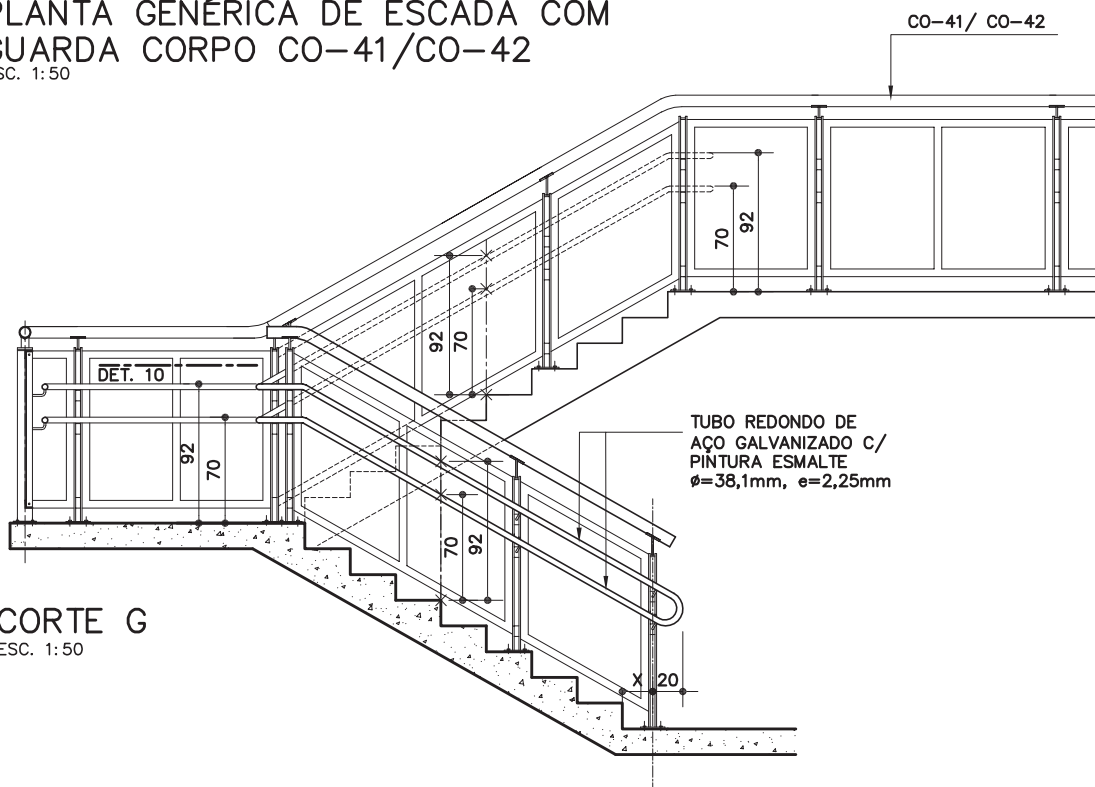 PLANTA GENÉRICA DE ESCADA COM
GUARDA CORPO CO-41/CO-42
ESC. 1:50
CO-41/ CO-42
70
92
92
70
DET. 10
92
70
TUBO REDONDO DE
AÇO GALVANIZADO C/
PINTURA ESMALTE
ø=38,1mm, e=2,25mm
70
92
CORTE G
ESC. 1:50
X 20